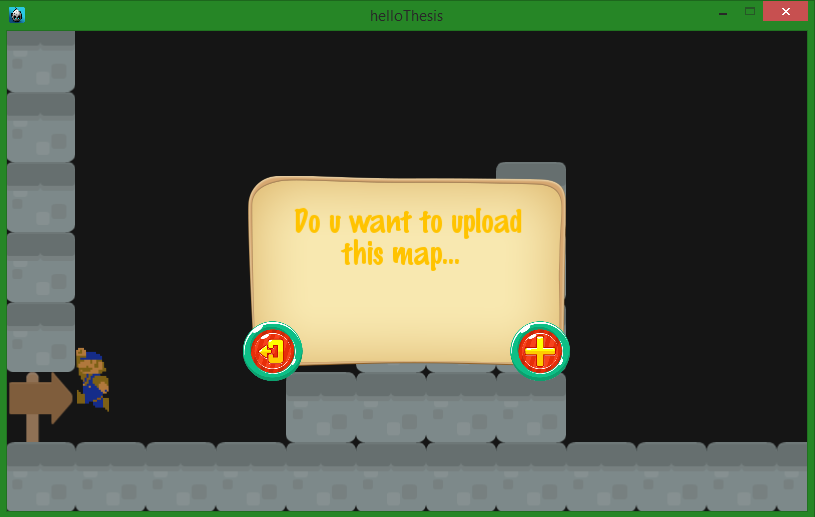 helloThesis
Do u want to upload
this map...